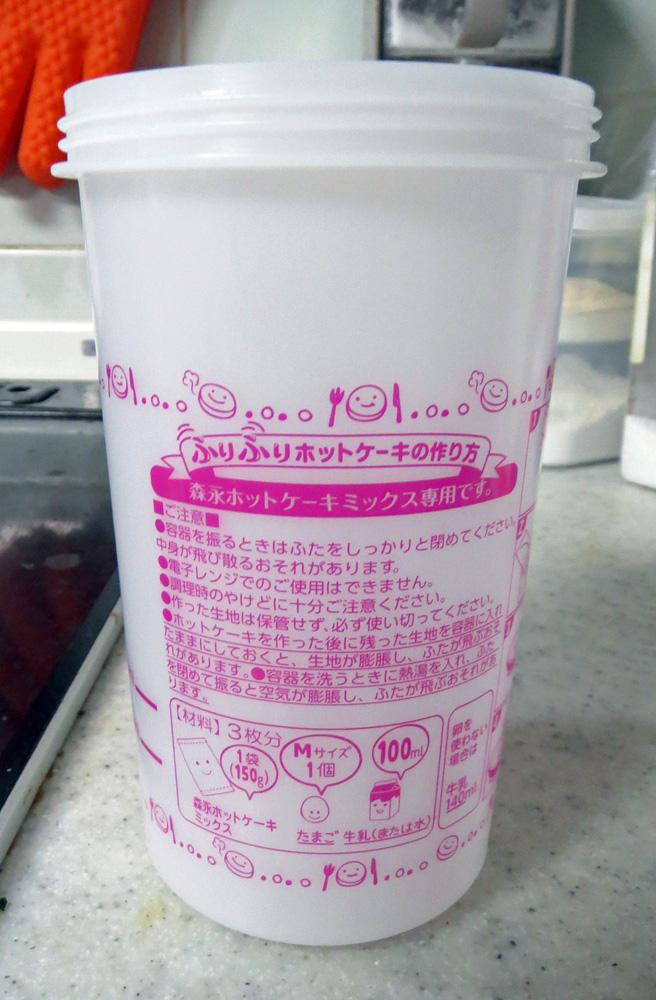 ふりふりホットケーキの作り方
森永ホットケーキミックス専用です。
■ご注意■
●容器を振るときはふたをしっかりと閉めてください。
中身が飛び散るおそれがあります。
●電子レンジでのご使用はできません。
●調理時のやけどに十分ご注意ください。
●作った生地は保管せず、必ず使い切ってください。
●ホットケーキを作った後に残った生地を容器に入れ
たままにしておくと、生地が膨脹し、ふたが飛ぶおそ
れがあります。●容器を洗うときに熱湯を入れ、ふた
を閉めて振ると空気が膨脹し、ふたが飛ぶおそれがあ
ります。
【材料】3枚分
1袋
(150g)
森永ホットケーキ
ミックス
Mサイズ
1個
たまご
100ml
牛乳(または水)
卵を
使わない
場合は
牛乳
140ml